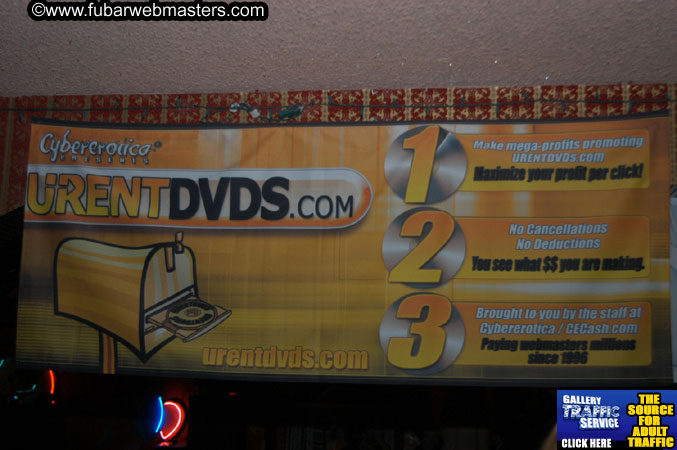 ©www.fubarwebmasters.com
Cybererotica®
PRESENTS
URENTDVDS.COM
urentdvds.com
1
Make mega-profits promoting
URENTDVDs.com
Maximize your profit per click!
2
No Cancellations
No Deductions
You see what $$ you are making.
3
Brought to you by the staff at
Cybererotica / CECash.com
Paying webmasters millions
since 1996
GALLERY
TRAFFIC
SERVICE
CLICK HERE
THE
SOURCE
FOR
ADULT
TRAFFIC